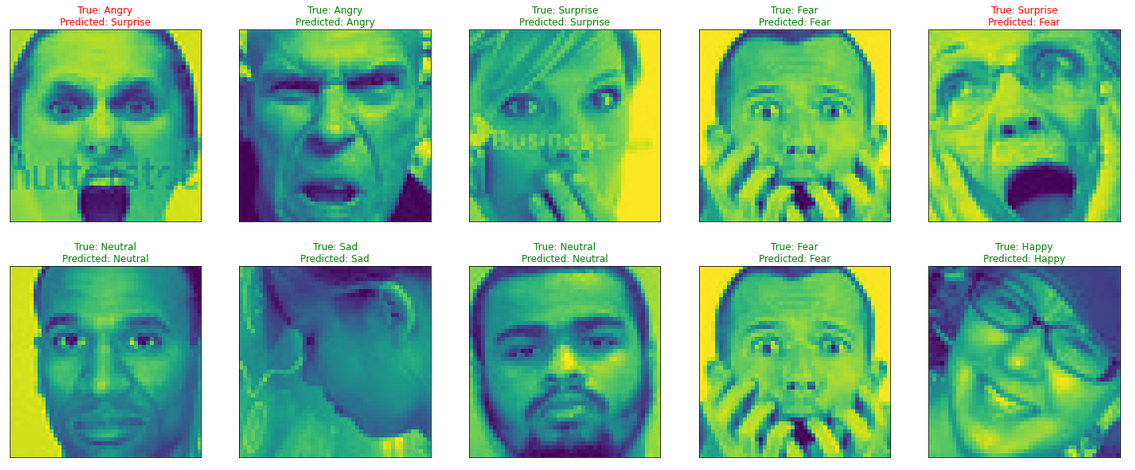 True: Angry
Predicted: Surprise
True: Angry
Predicted: Angry
True: Surprise
Predicted: Surprise
True: Fear
Predicted: Fear
True: Surprise
Predicted: Fear
hutterstoc
Business
True: Neutral
Predicted: Neutral
True: Sad
Predicted: Sad
True: Neutral
Predicted: Neutral
True: Fear
Predicted: Fear
True: Happy
Predicted: Happy